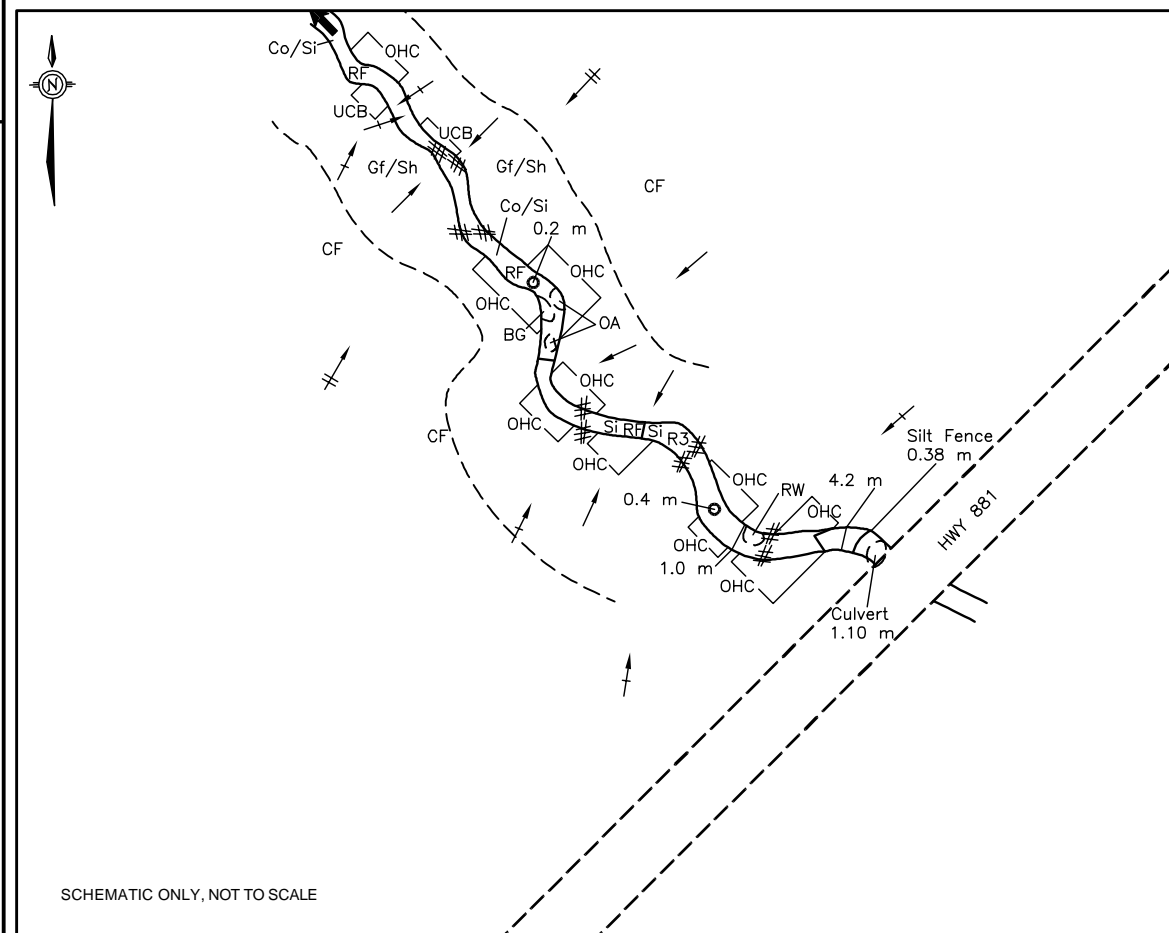 Co/Si
OHC
N
RF
UCB
UCB
Gf/Sh
Gf/Sh
CF
Co/Si
0.2 m
CF
RF
OHC
OHC
BG
OA
OHC
OHC
CF
Si
RF
Si
R3
OHC
Silt Fence
0.38 m
OHC
4.2 m
RW
0.4 m
OHC
HWY 881
OHC
1.0 m
OHC
Culvert
1.10 m
SCHEMATIC ONLY, NOT TO SCALE